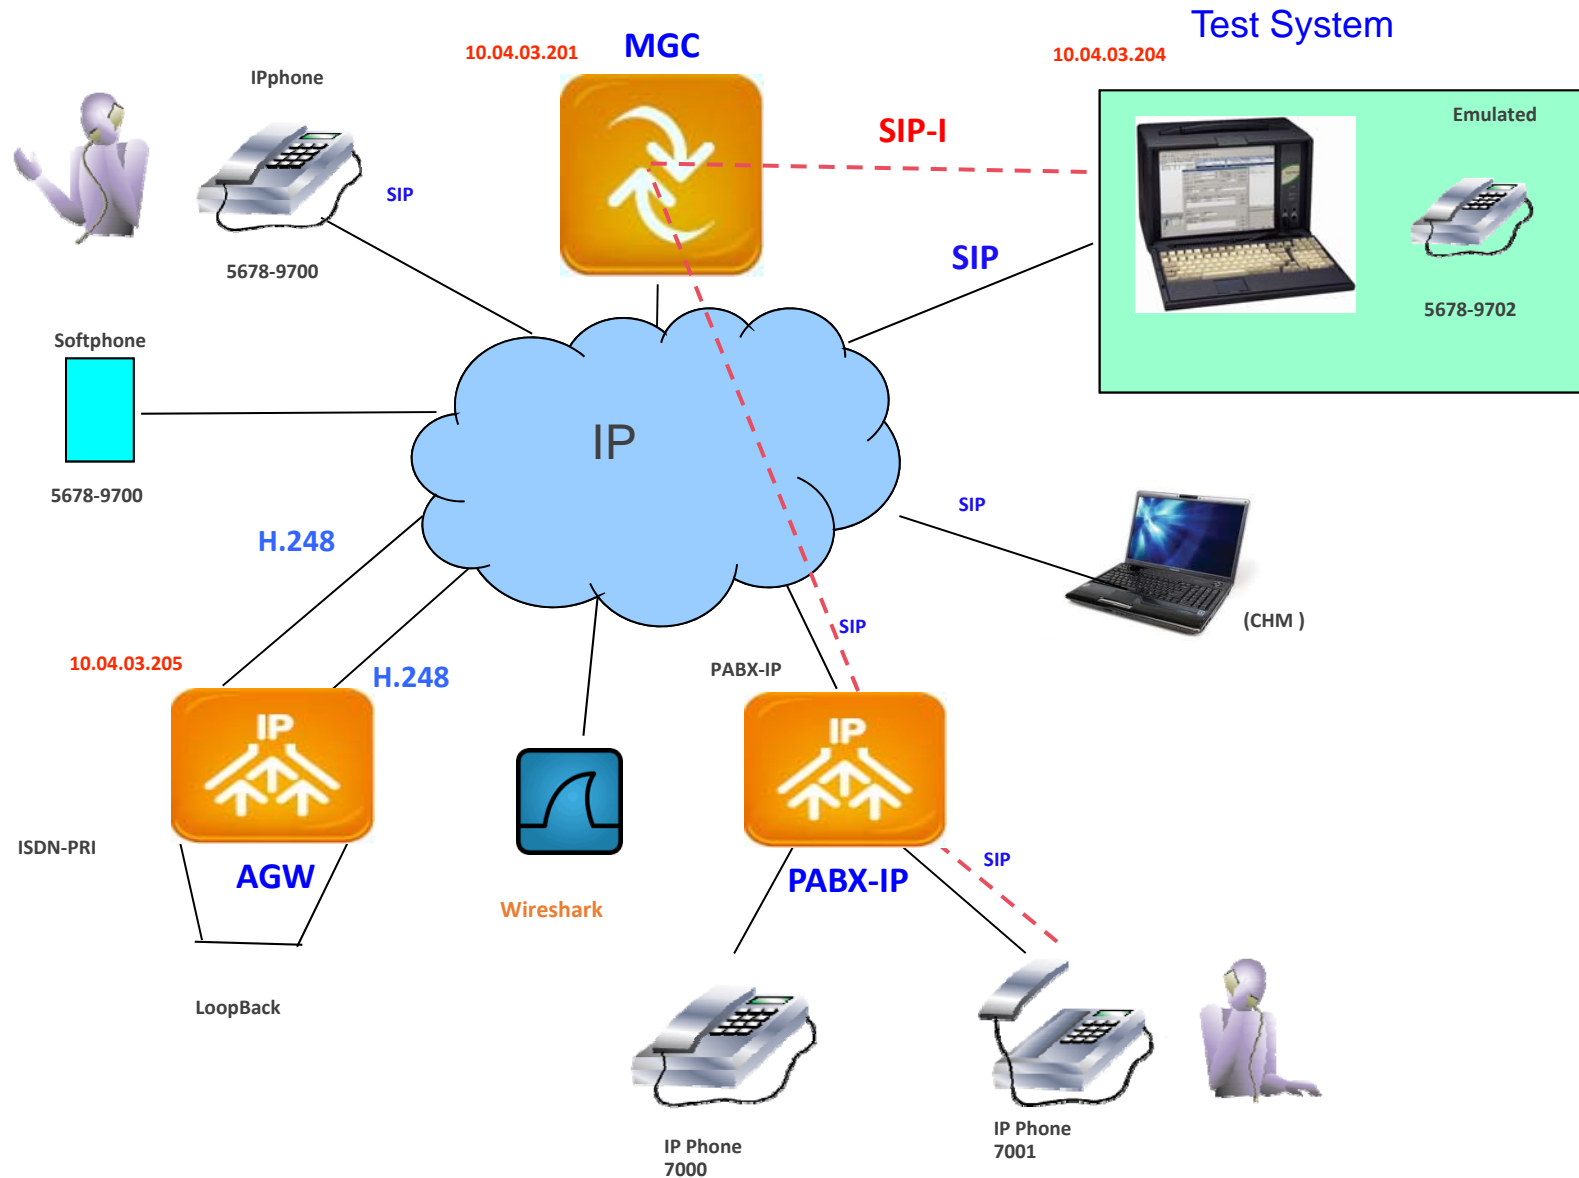 Test System
MGC
10.04.03.201
10.04.03.204
IPphone
Emulated
SIP-I
SIP
5678-9700
SIP
5678-9702
Softphone
IP
5678-9700
SIP
H.248
(CHM )
SIP
10.04.03.205
H.248
PABX-IP
IP
IP
ISDN-PRI
AGW
PABX-IP
SIP
Wireshark
LoopBack
IP Phone
7000
IP Phone
7001